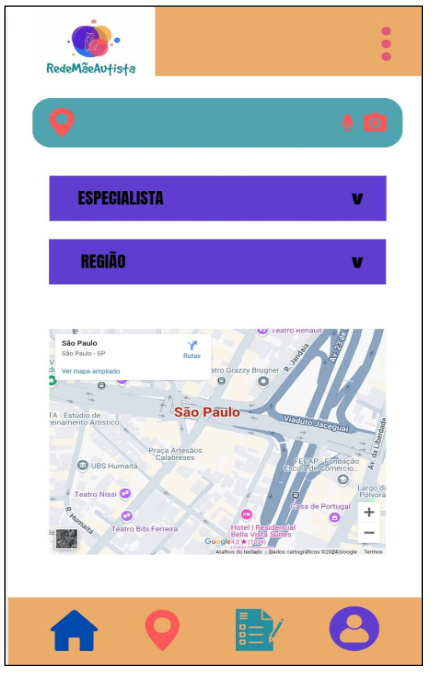 RedeMãeAutista
ESPECIALISTA v
REGIÃO v
Teatro Renault
São Paulo
São Paulo - SP
Rotas
Ver mapa ampliado
atro Grazzy Brugner
R. Jandaia
Av. 23 de
TA - Estúdio de
einamento Artístico
São Paulo
Viaduto Jaceguai
Av. da Liberdade
Praça Artesãos
Calabreses
UBS Humaitá
FECAP - Fundação
Escola de Comércio...
Largo da
Pólvora
Teatro Nissi
Casa de Portugal
R. Humaitá
Teatro Bibi Ferreira
Hotel | Residencial
Bella Vista Suítes
Google
Atalhos do teclado
Dados cartográficos ©2024 Google
Termos